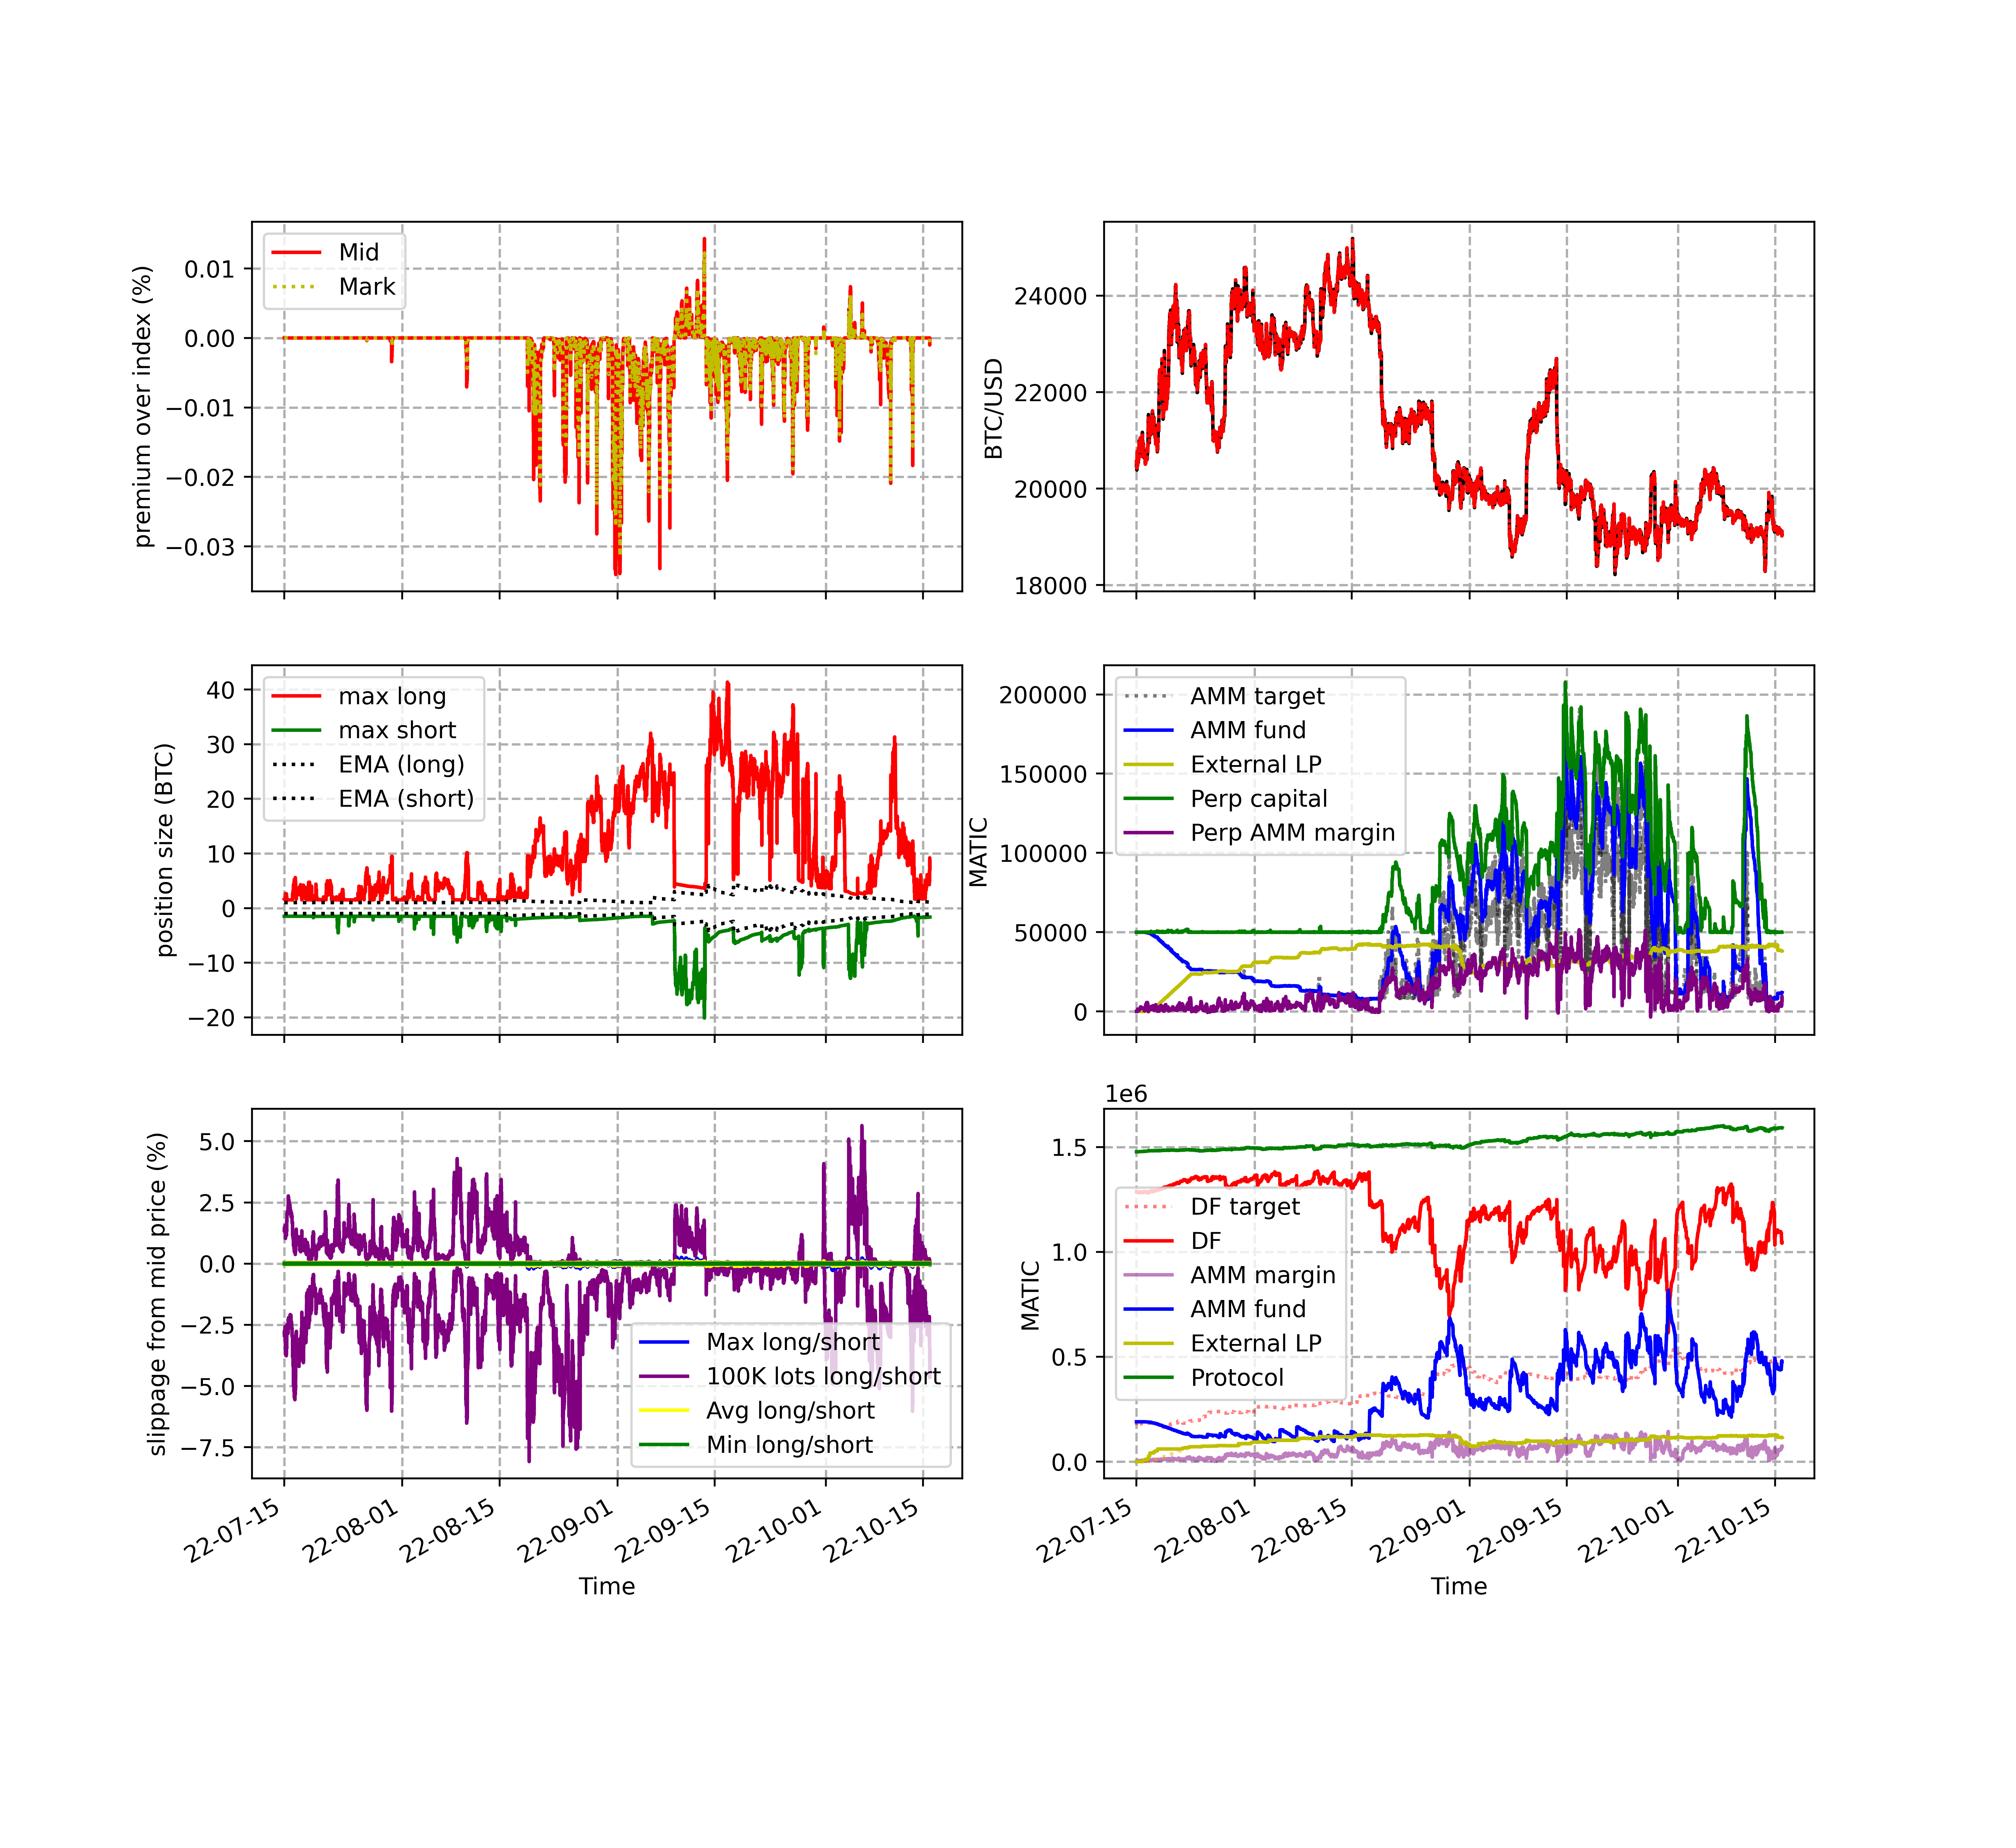 Mid
Mark
0.01
0.00
−0.01
−0.02
−0.03
premium over index (%)
24000
22000
20000
18000
BTC/USD
max long
max short
EMA (long)
EMA (short)
40
30
20
10
0
−10
−20
position size (BTC)
AMM target
AMM fund
External LP
Perp capital
Perp AMM margin
200000
150000
100000
50000
0
MATIC
5.0
2.5
0.0
−2.5
−5.0
−7.5
slippage from mid price (%)
Max long/short
100K lots long/short
Avg long/short
Min long/short
22-07-15
22-08-01
22-08-15
22-09-01
22-09-15
22-10-01
22-10-15
Time
1e6
1.5
1.0
0.5
0.0
MATIC
DF target
DF
AMM margin
AMM fund
External LP
Protocol
22-07-15
22-08-01
22-08-15
22-09-01
22-09-15
22-10-01
22-10-15
Time